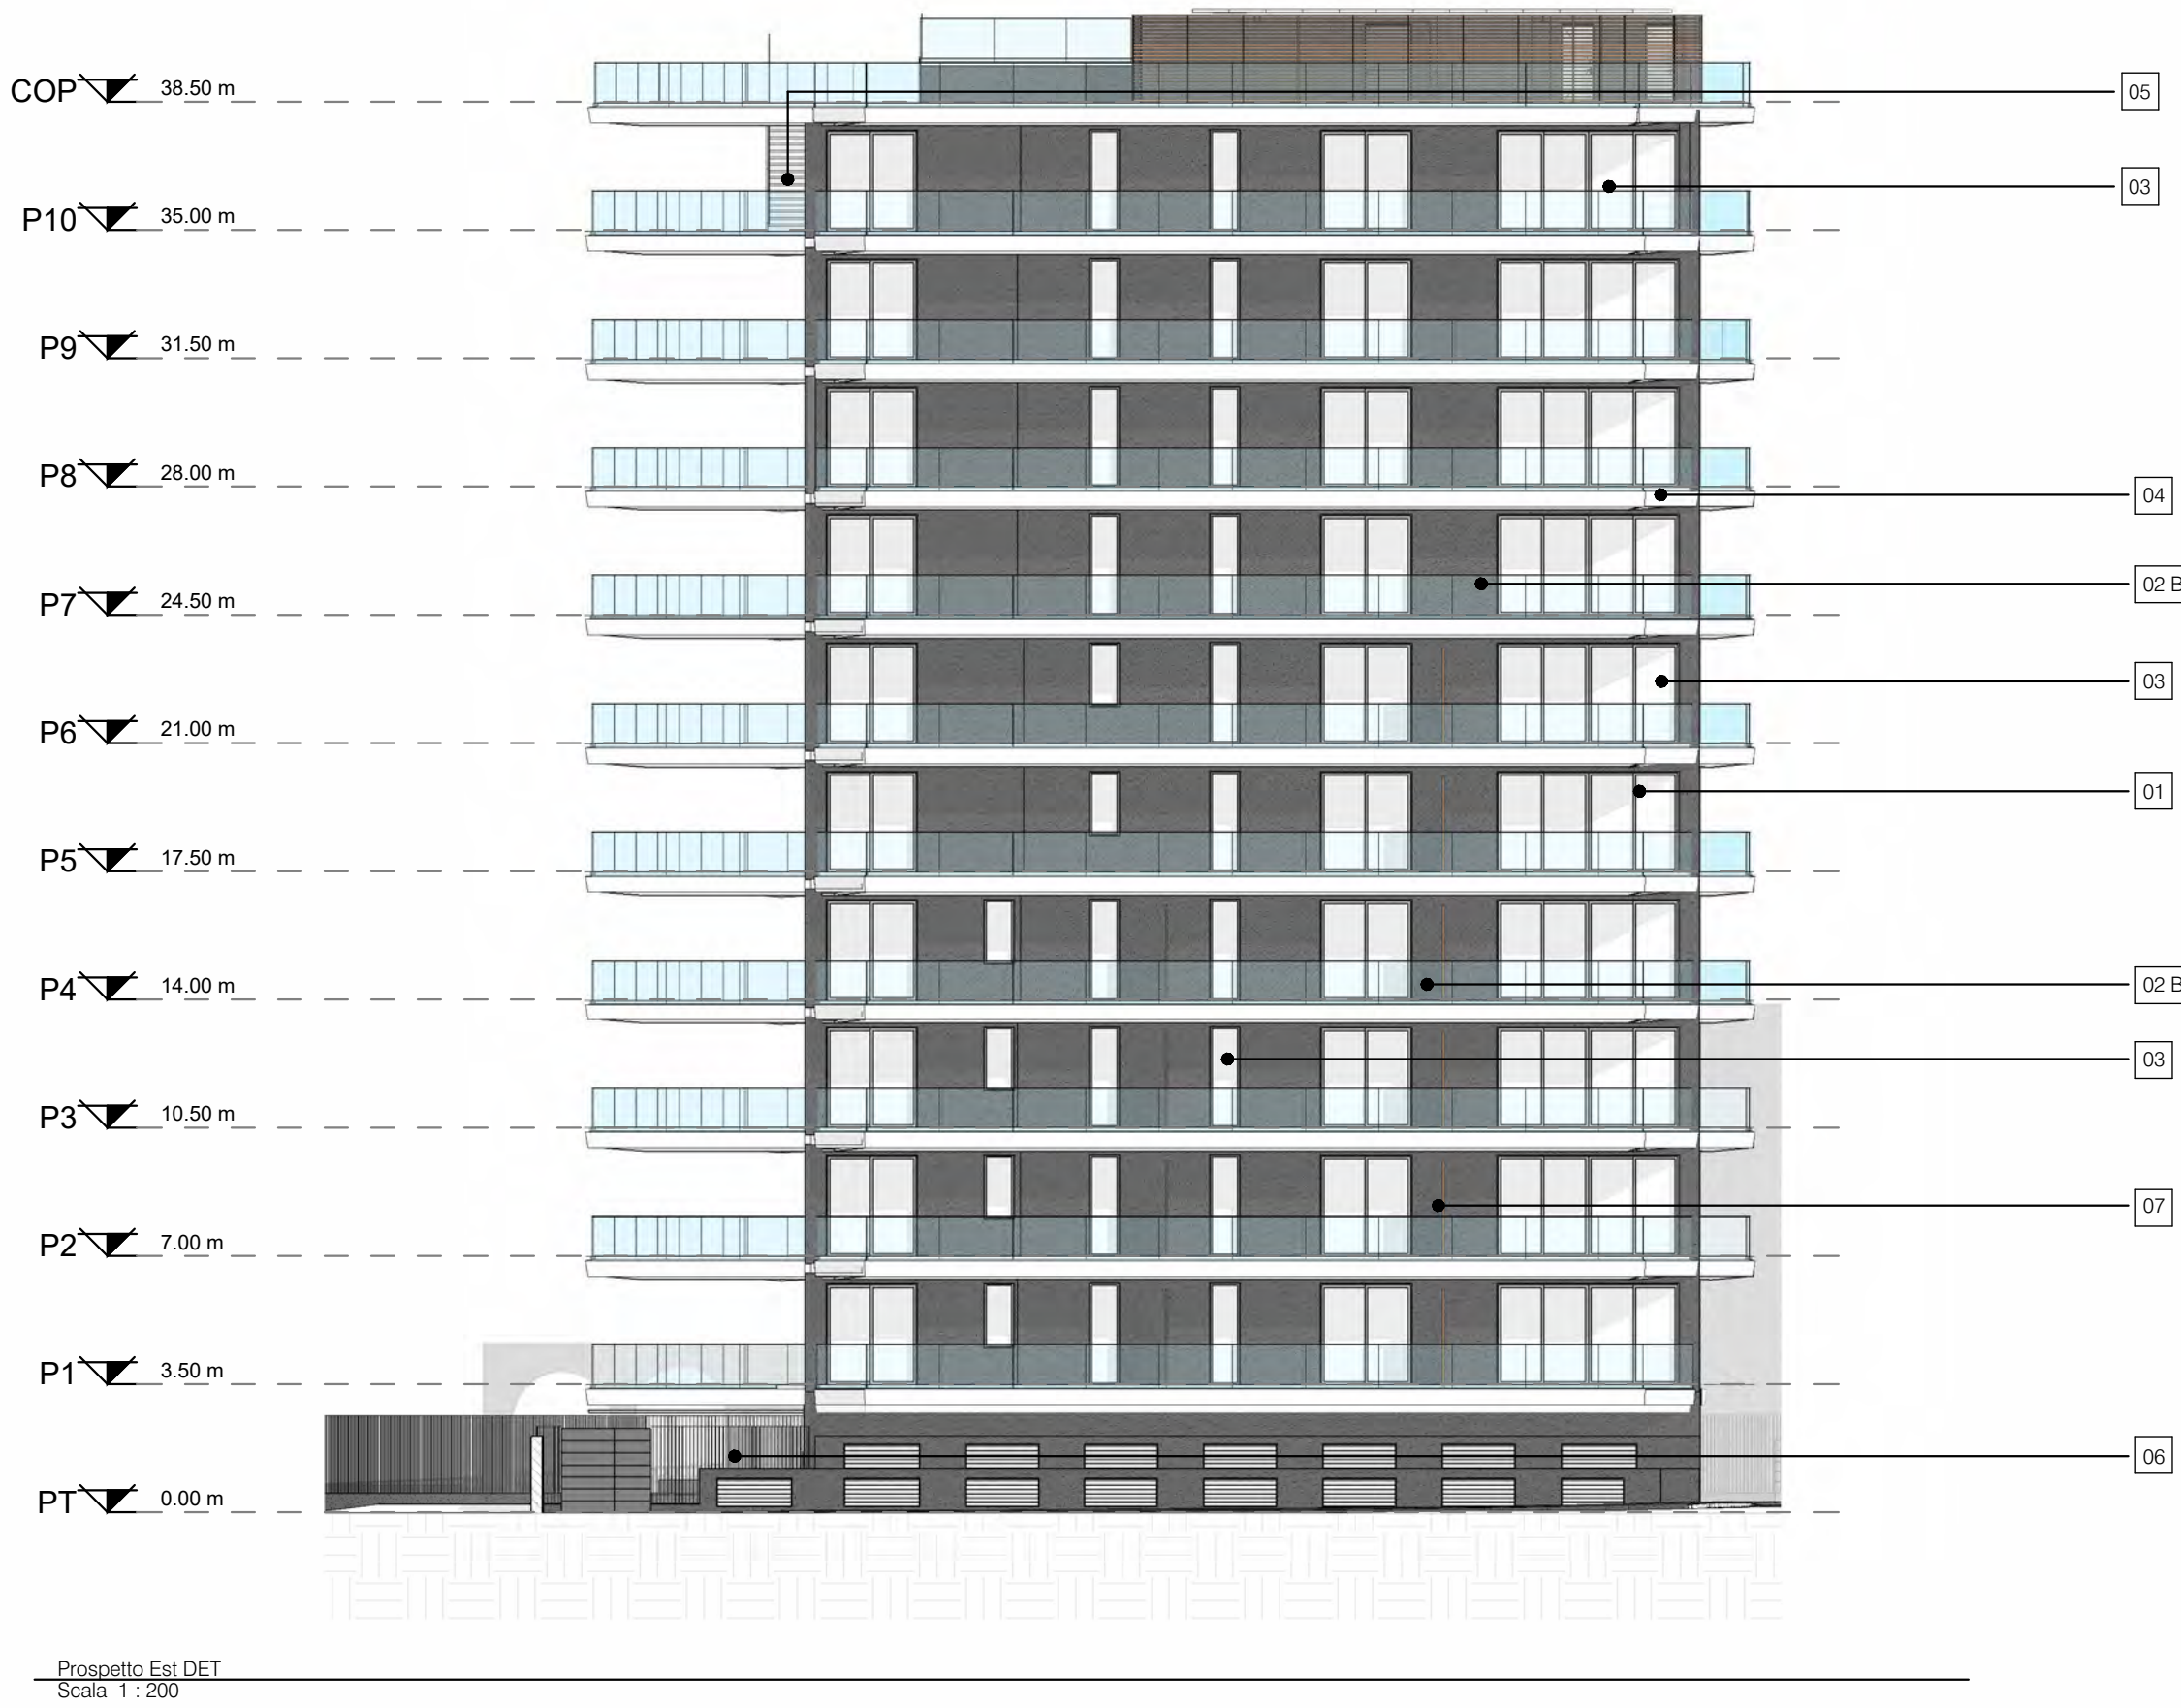 COP 38.50 m
05
03
P10 35.00 m
P9 31.50 m
P8 28.00 m
04
02 B
P7 24.50 m
03
P6 21.00 m
01
P5 17.50 m
02 B
P4 14.00 m
03
P3 10.50 m
07
P2 7.00 m
P1 3.50 m
06
PT 0.00 m
Prospetto Est DET
Scala 1 : 200